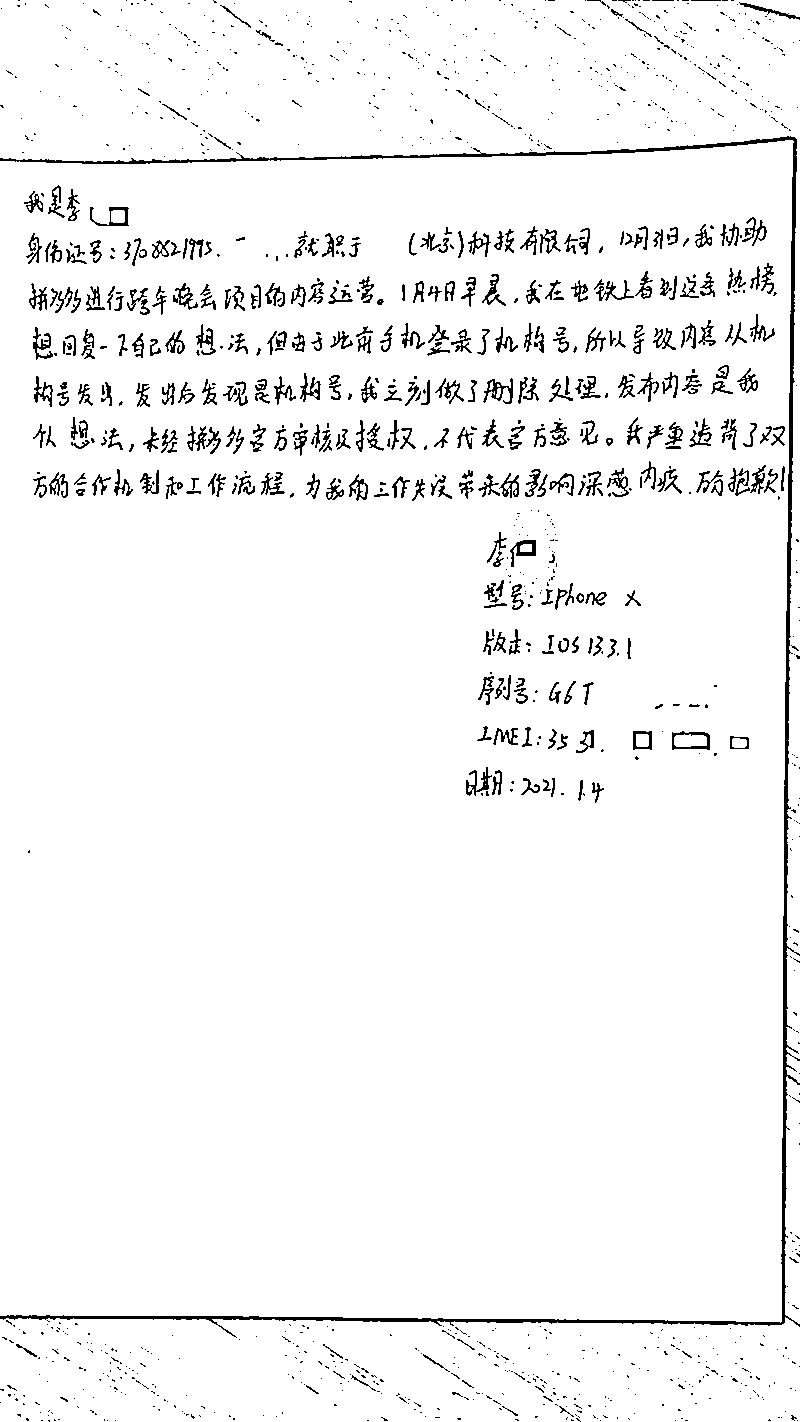 我是李
身份证号：3708821995. 就职于 （北京）科技有限公司，12月31日，我协助
拼多多进行跨年晚会项目的内容运营。1月4日早晨，我在地铁上看到这条热榜，
想回复一下自己的想法，但由于此前手机登录了机构号，所以导致内容从机
构号发出，发出后发现是机构号，我立刻做了删除处理，发布内容是我
个人想法，未经拼多多官方审核及授权，不代表官方意见。我严重违背了双
方的合作机制和工作流程，为我的工作失误带来的影响深感内疚、万分抱歉！
李
型号：Iphone X
版本：IOS 13.3.1
序列号：G6T
IMEI：35
日期：2021.1.4